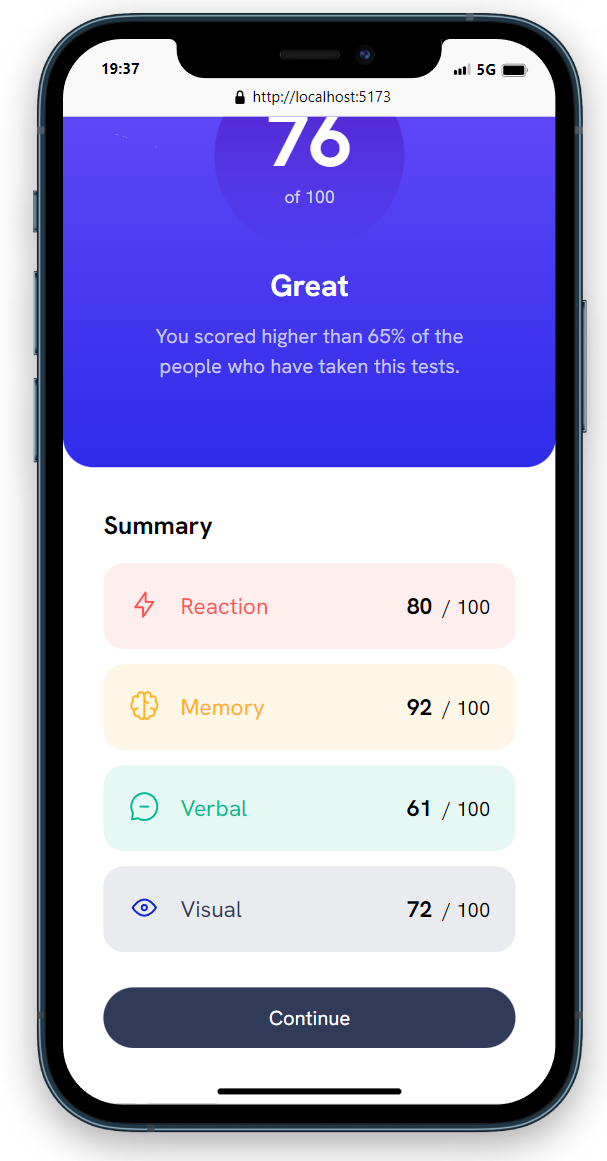 19:37
5G
http://localhost:5173
76
of 100
Great
You scored higher than 65% of the
people who have taken this tests.
Summary
Reaction 80 / 100
Memory 92 / 100
Verbal 61 / 100
Visual 72 / 100
Continue